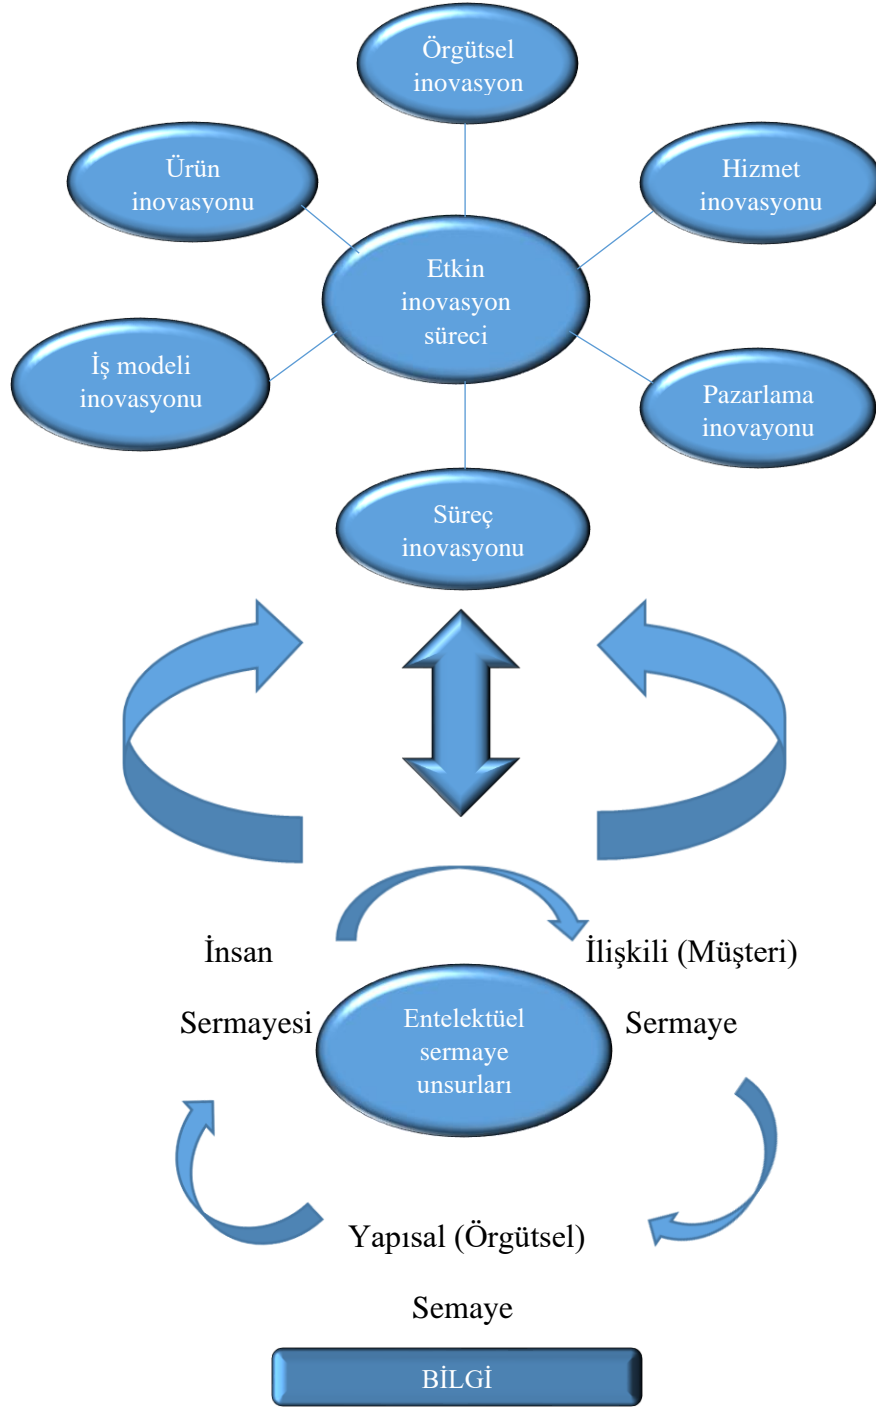 Örgütsel
inovasyon
Ürün
inovasyonu
Hizmet
inovasyonu
Etkin
inovasyon
süreci
İş modeli
inovasyonu
Pazarlama
inovayonu
Süreç
inovasyonu
İnsan
Sermayesi
İlişkili (Müşteri)
Sermaye
Entelektüel
sermaye
unsurları
Yapısal (Örgütsel)
Semaye
BİLGİ